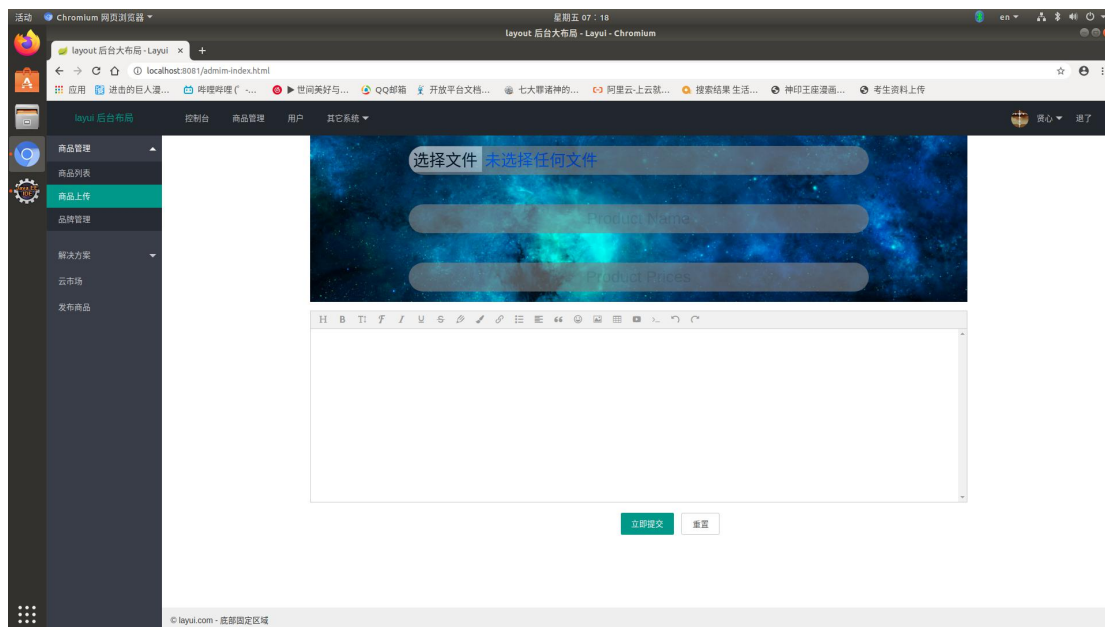 活动 Chromium 网页浏览器 星期五 07：18 en
layout 后台大布局 - Layui - Chromium
layout 后台大布局 - Layui × +
localhost:8081/admim-index.html
应用 进击的巨人漫... 哔哩哔哩 (゜-... ▶世间美好与... QQ邮箱 开放平台文档... 七大罪诸神的... 阿里云-上云就... 搜索结果 生活... 神印王座漫画... 考生资料上传
layui 后台布局 控制台 商品管理 用户 其它系统 贤心 退了
商品管理
商品列表
商品上传
品牌管理
解决方案
云市场
发布商品
选择文件 未选择任何文件
Product Name
Product Prices
H B T I U S
立即提交 重置
© layui.com - 底部固定区域